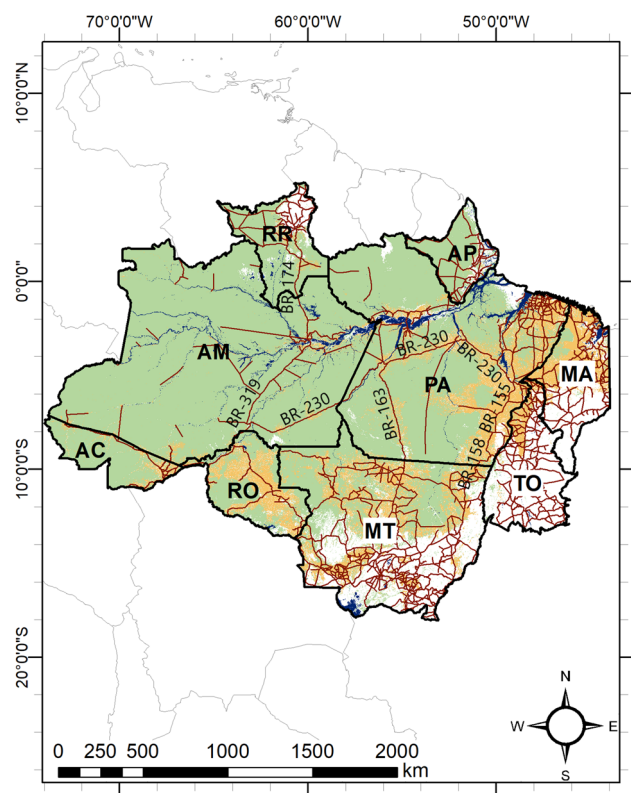 70°0'0"W 60°0'0"W 50°0'0"W
10°0'0"N
0°0'0"
10°0'0"S
20°0'0"S
RR
AP
BR-174
AM
BR-230
BR-230
PA
MA
BR-319
BR-230
BR-163
BR-155
BR-158
AC
RO
MT
TO
N
W E
S
0 250 500 1000 1500 2000
km